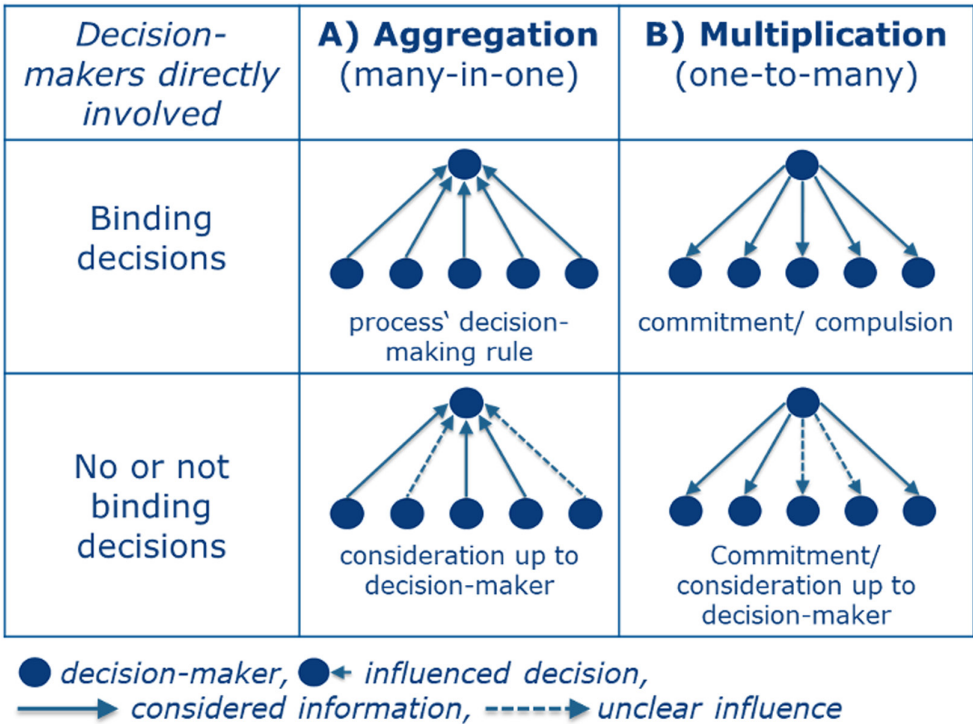 Decision-
makers directly
involved
A) Aggregation
(many-in-one)
B) Multiplication
(one-to-many)
Binding
decisions
process‘ decision-
making rule
commitment/ compulsion
No or not
binding
decisions
consideration up to
decision-maker
Commitment/
consideration up to
decision-maker
decision-maker, influenced decision,
considered information, unclear influence